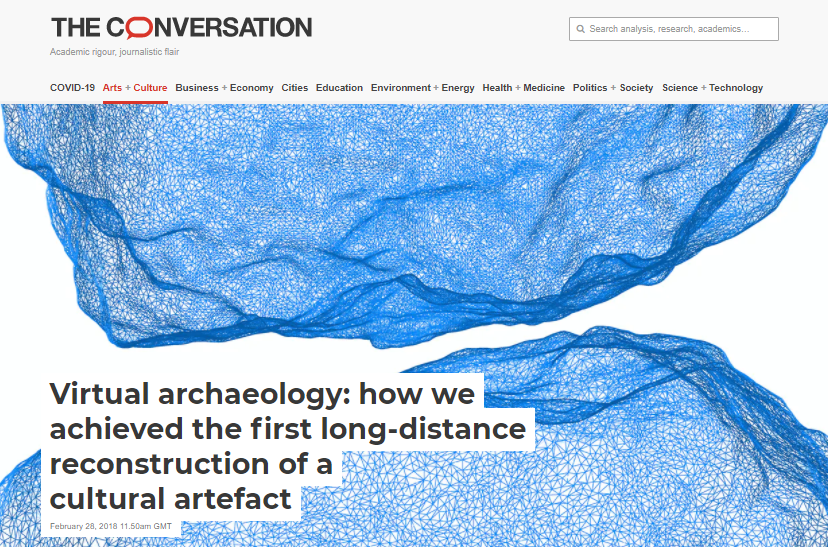 THE CONVERSATION
Search analysis, research, academics...
Academic rigour, journalistic flair
COVID-19 Arts + Culture Business + Economy Cities Education Environment + Energy Health + Medicine Politics + Society Science + Technology
Virtual archaeology: how we
achieved the first long-distance
reconstruction of a
cultural artefact
February 28, 2018 11.50am GMT